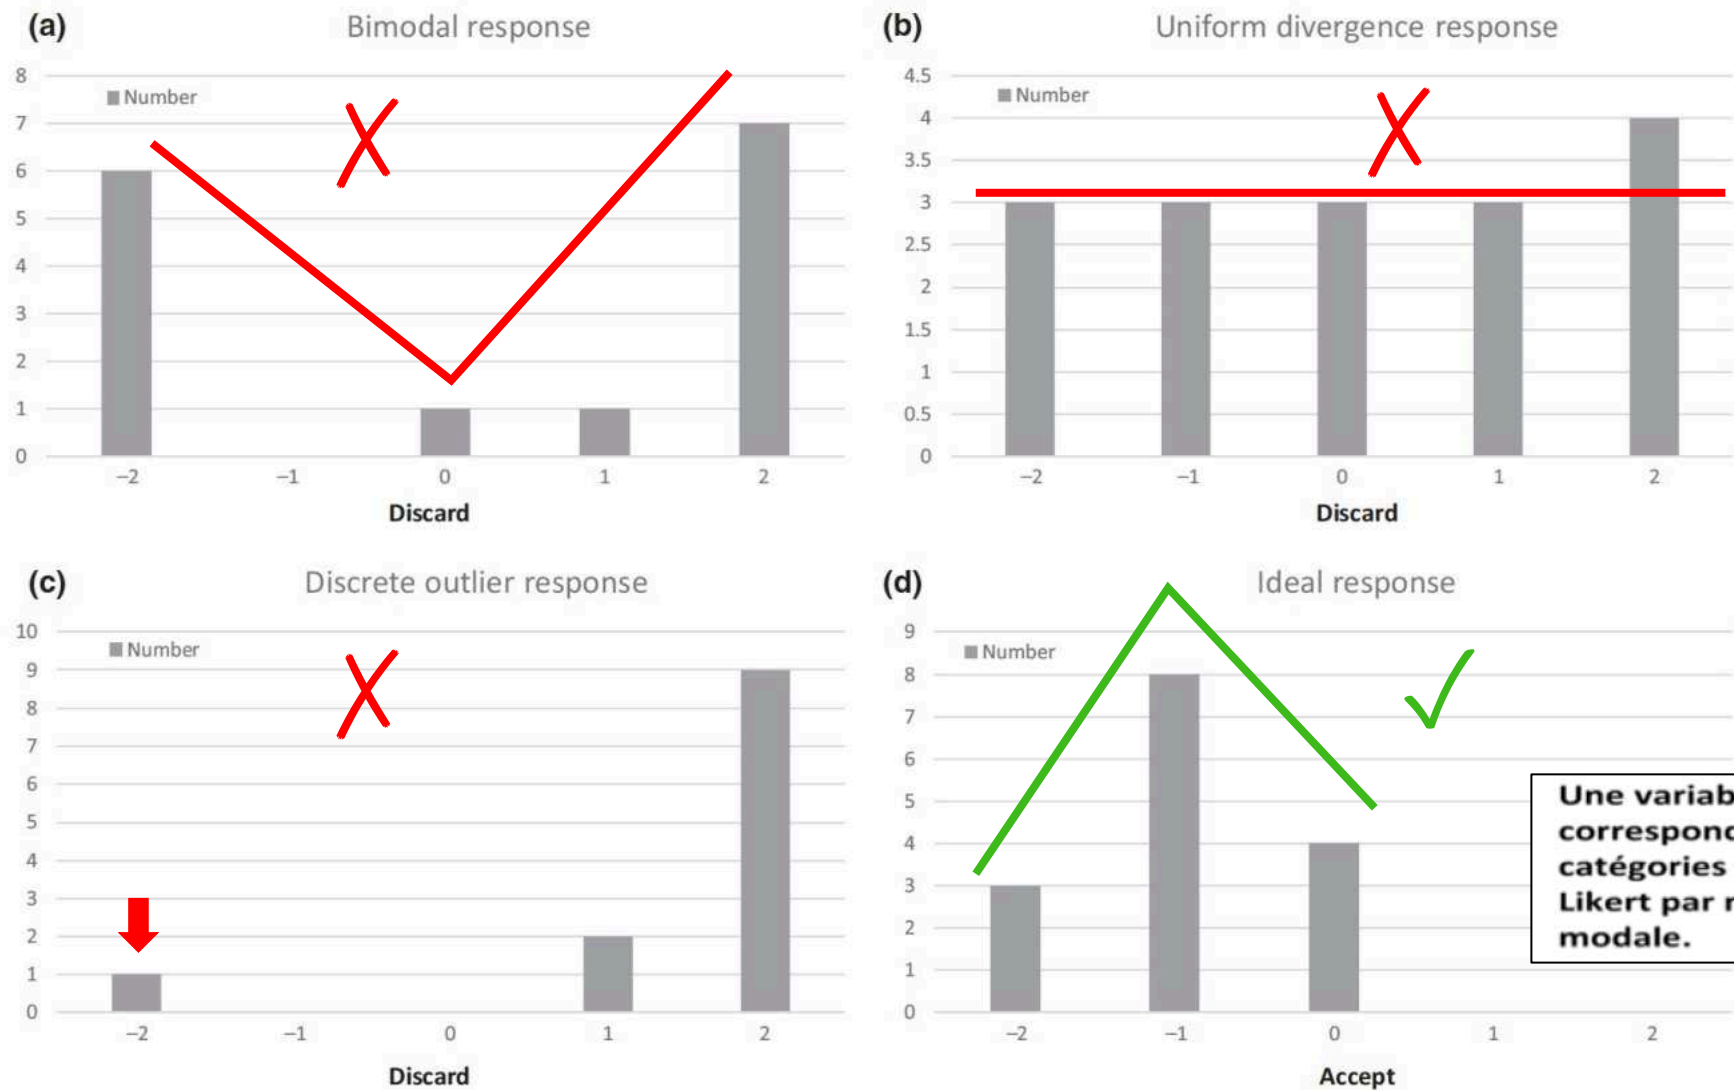 (a) Bimodal response
8
Number
7
6
5
4
3
2
1
0
–2 –1 0 1 2
Discard
(b) Uniform divergence response
4.5
Number
4
3.5
3
2.5
2
1.5
1
0.5
0
–2 –1 0 1 2
Discard
(c) Discrete outlier response
10
Number
9
8
7
6
5
4
3
2
1
0
–2 –1 0 1 2
Discard
(d) Ideal response
9
Number
8
7
6
5
4
3
2
1
0
–2 –1 0 1 2
Accept
Une
catégories
Likert par
modale.